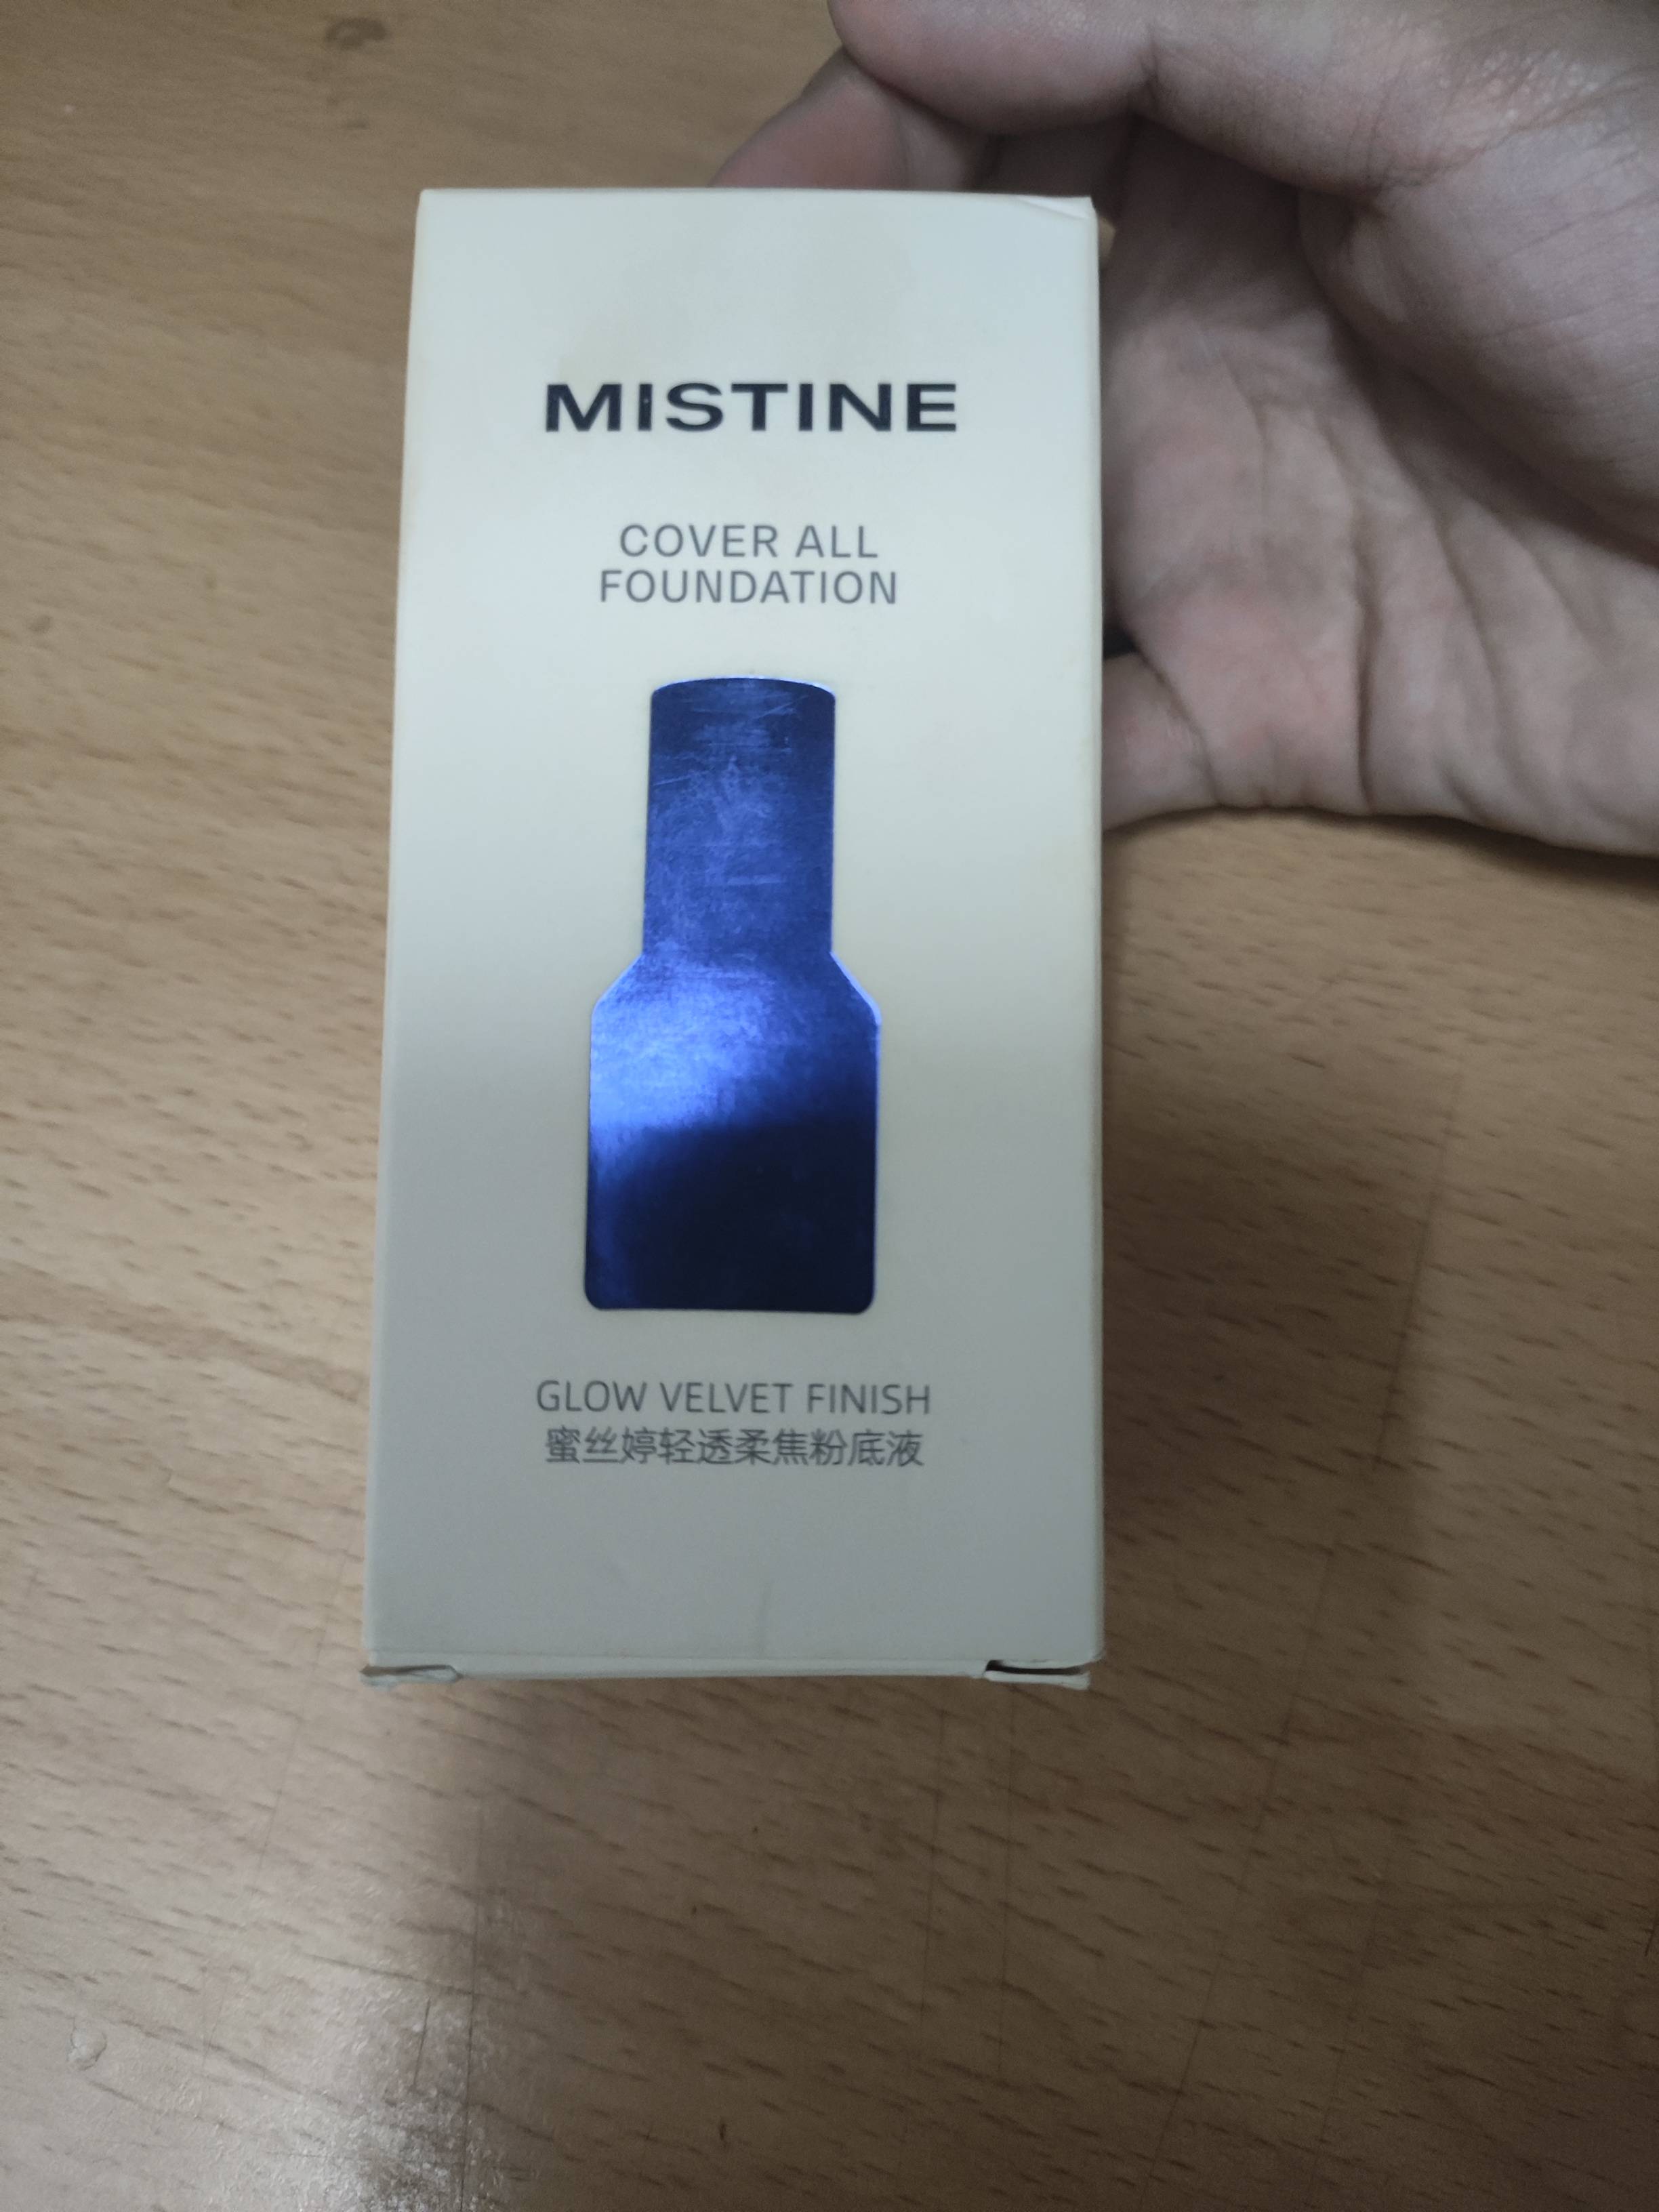 MISTINE
COVER ALL
FOUNDATION
GLOW VELVET FINISH
蜜丝婷轻透柔焦粉底液